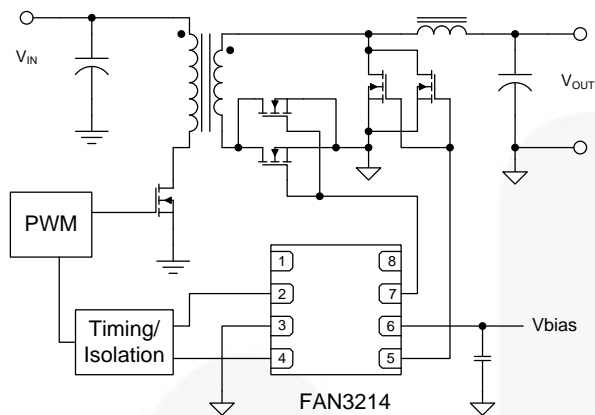 V_IN
V_OUT
PWM
1 8
2 7
3 6
4 5
Vbias
Timing/
Isolation
FAN3214